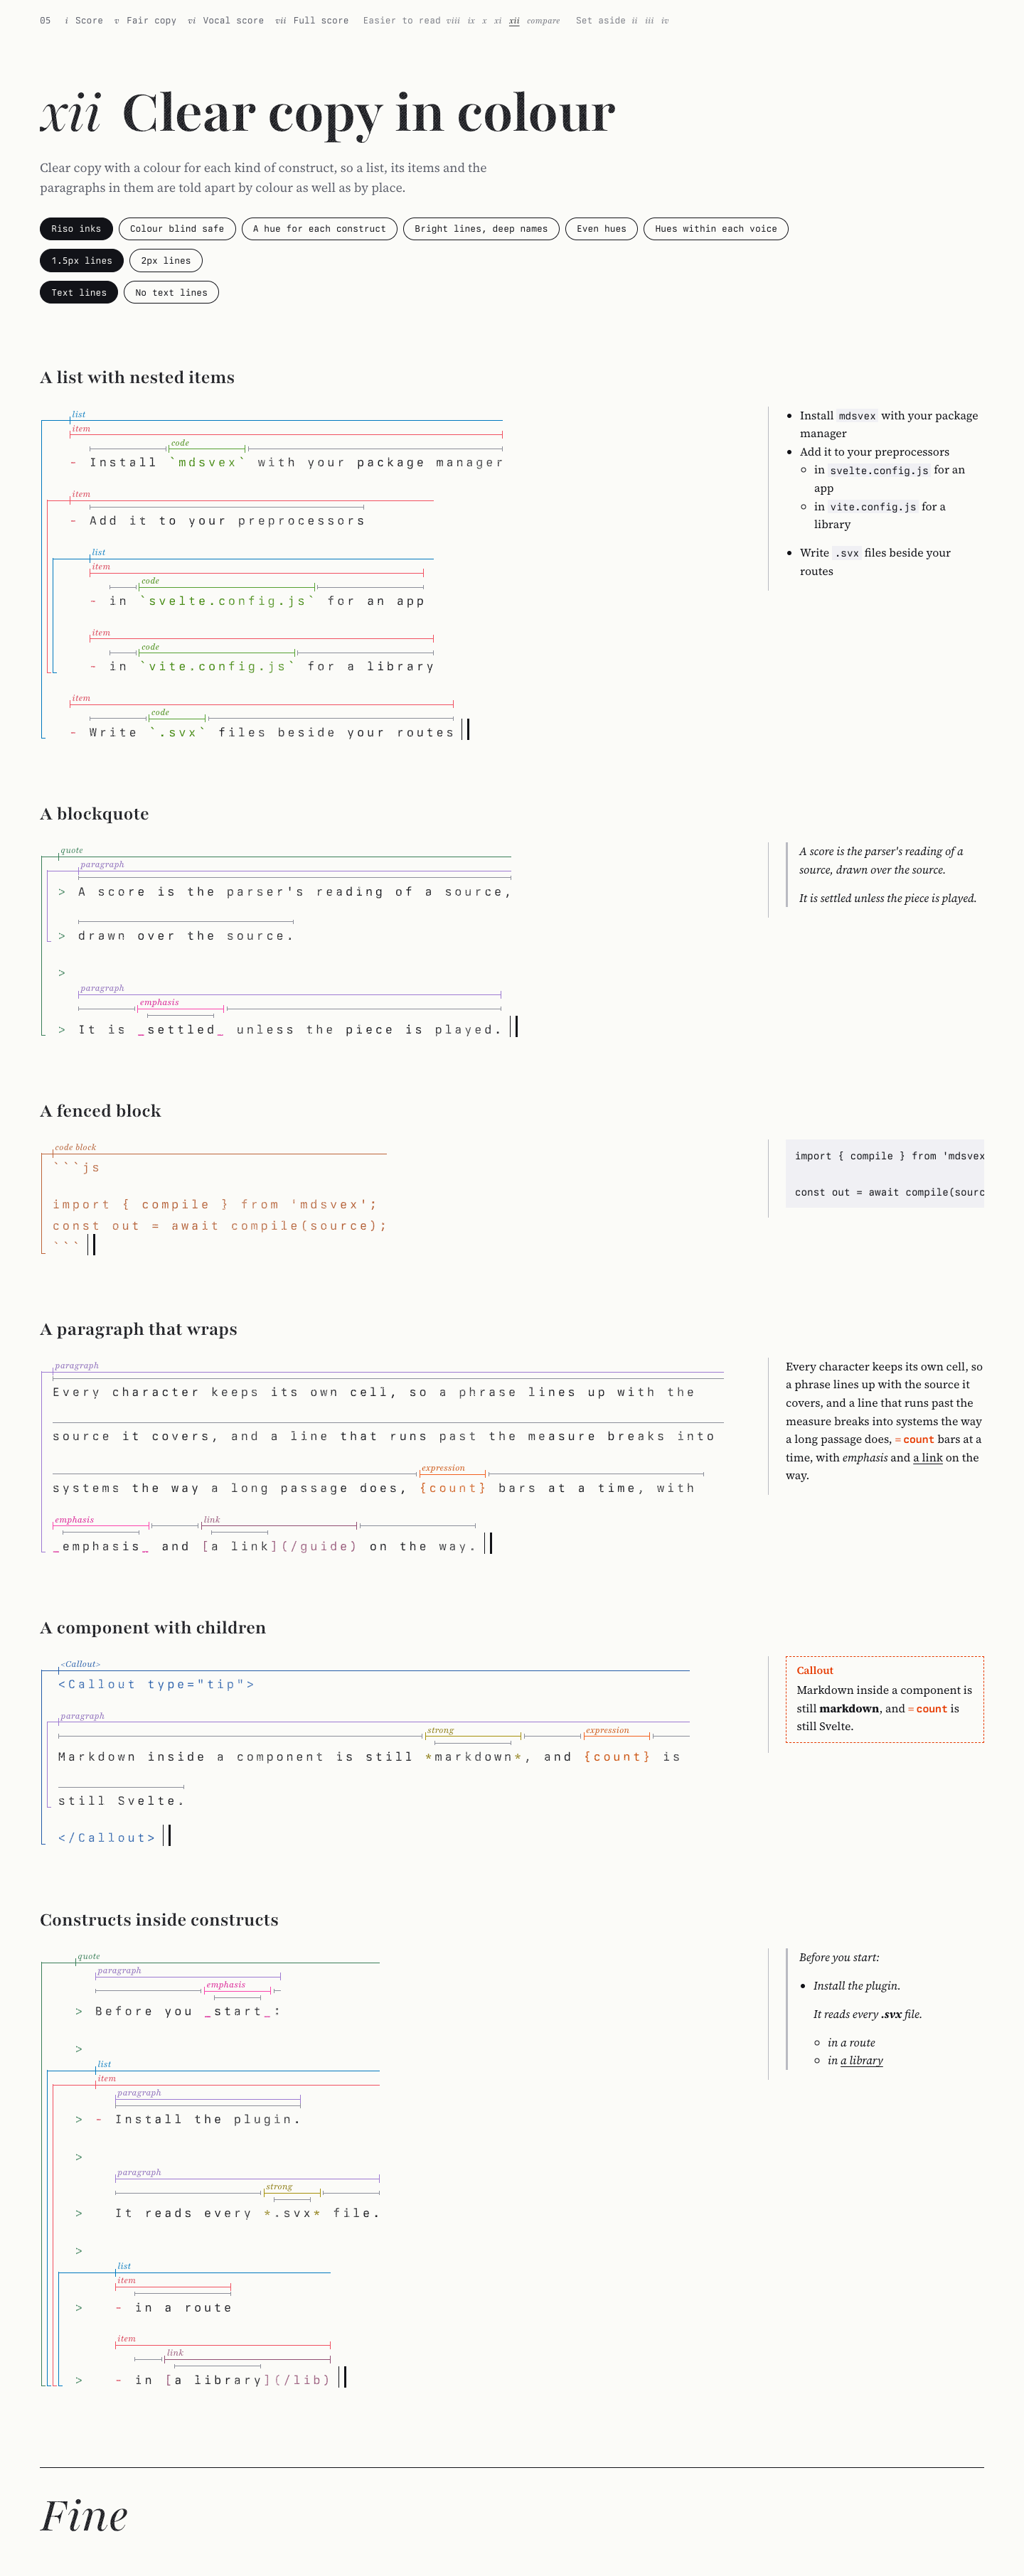 05 i Score v Fair copy vi Vocal score vii Full score Easier to read viii ix x xi xii compare Set aside ii iii iv
xii Clear copy in colour
Clear copy with a colour for each kind of construct, so a list, its items and the
paragraphs in them are told apart by colour as well as by place.
Riso inks Colour blind safe A hue for each construct Bright lines, deep names Even hues Hues within each voice
1.5px lines 2px lines
Text lines No text lines
A list with nested items
list
item
code
- Install `mdsvex` with your package manager
item
- Add it to your preprocessors
list
item
code
- in `svelte.config.js` for an app
item
code
- in `vite.config.js` for a library
item
code
- Write `.svx` files beside your routes
• Install mdsvex with your package
manager
• Add it to your preprocessors
in svelte.config.js for an
app
in vite.config.js for a
library
• Write .svx files beside your
routes
A blockquote
quote
paragraph
> A score is the parser's reading of a source,
> drawn over the source.
>
paragraph
emphasis
> It is _settled_ unless the piece is played.
A score is the parser's reading of a
source, drawn over the source.
It is settled unless the piece is played.
A fenced block
code block
```js
import { compile } from 'mdsvex';
const out = await compile(source);
```
import { compile } from 'mdsvex
const out = await compile(sourc
A paragraph that wraps
paragraph
Every character keeps its own cell, so a phrase lines up with the
source it covers, and a line that runs past the measure breaks into
expression
systems the way a long passage does, {count} bars at a time, with
emphasis link
_emphasis_ and [a link](/guide) on the way.
Every character keeps its own cell, so
a phrase lines up with the source it
covers, and a line that runs past the
measure breaks into systems the way
a long passage does, =count bars at a
time, with emphasis and a link on the
way.
A component with children
<Callout>
<Callout type="tip">
paragraph
strong expression
Markdown inside a component is still *markdown*, and {count} is
still Svelte.
</Callout>
Callout
Markdown inside a component is
still markdown, and =count is
still Svelte.
Constructs inside constructs
quote
paragraph
emphasis
> Before you _start_:
>
list
item
paragraph
> - Install the plugin.
>
paragraph
strong
> It reads every *.svx* file.
>
list
item
> - in a route
item
link
> - in [a library](/lib)
Before you start:
• Install the plugin.
It reads every .svx file.
in a route
in a library
Fine